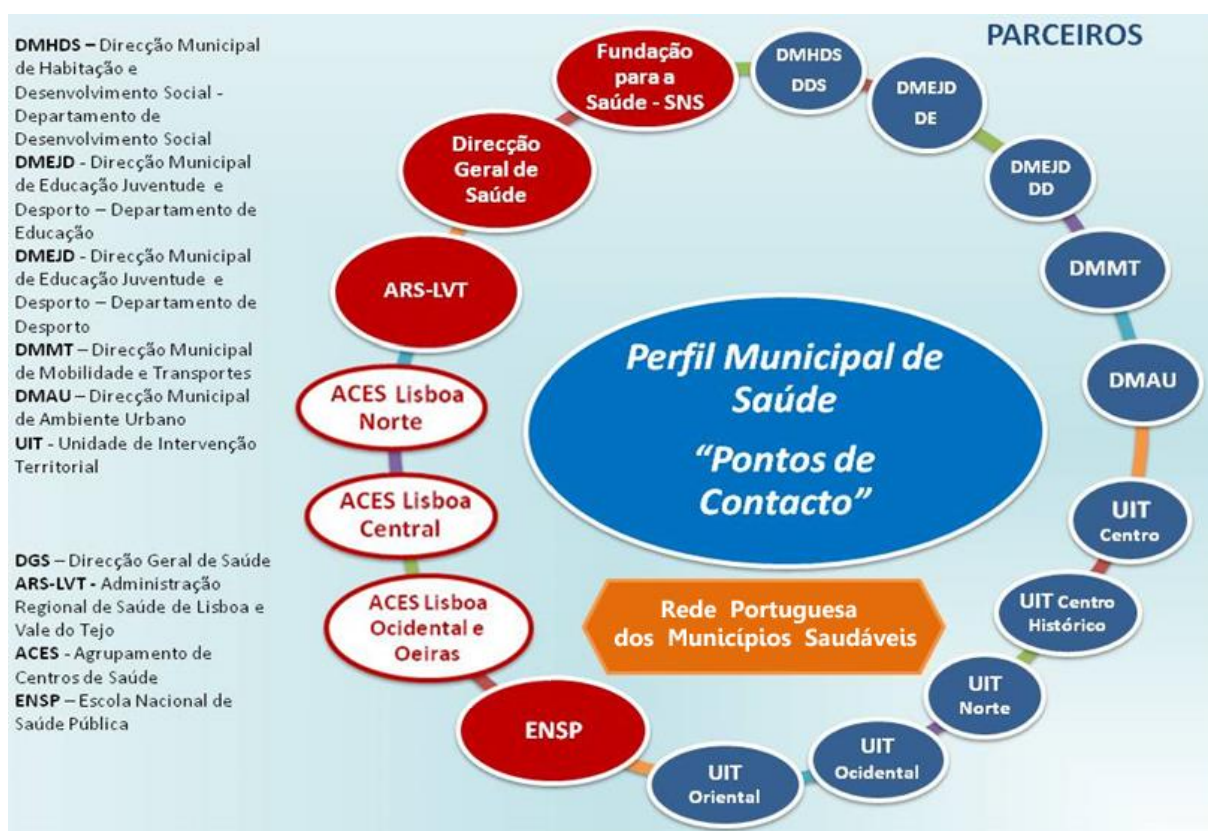 PARCEIROS
DMHDS – Direcção Municipal
de Habitação e
Desenvolvimento Social -
Departamento de
Desenvolvimento Social
DMEJD - Direcção Municipal
de Educação Juventude e
Desporto – Departamento de
Educação
DMEJD - Direcção Municipal
de Educação Juventude e
Desporto – Departamento de
Desporto
DMMT – Direcção Municipal
de Mobilidade e Transportes
DMAU – Direcção Municipal
de Ambiente Urbano
UIT - Unidade de Intervenção
Territorial
DGS – Direcção Geral de Saúde
ARS-LVT - Administração
Regional de Saúde de Lisboa e
Vale do Tejo
ACES - Agrupamento de
Centros de Saúde
ENSP – Escola Nacional de
Saúde Pública
Fundação
para a
Saúde - SNS
DMHDS
DDS
DMEJD
DE
DMEJD
DD
DMMT
DMAU
UIT
Centro
UIT Centro
Histórico
UIT
Norte
UIT
Ocidental
UIT
Oriental
ENSP
ACES Lisboa
Ocidental e
Oeiras
ACES Lisboa
Central
ACES Lisboa
Norte
ARS-LVT
Direcção
Geral de
Saúde
Perfil Municipal de
Saúde
“Pontos de
Contacto”
Rede Portuguesa
dos Municípios Saudáveis